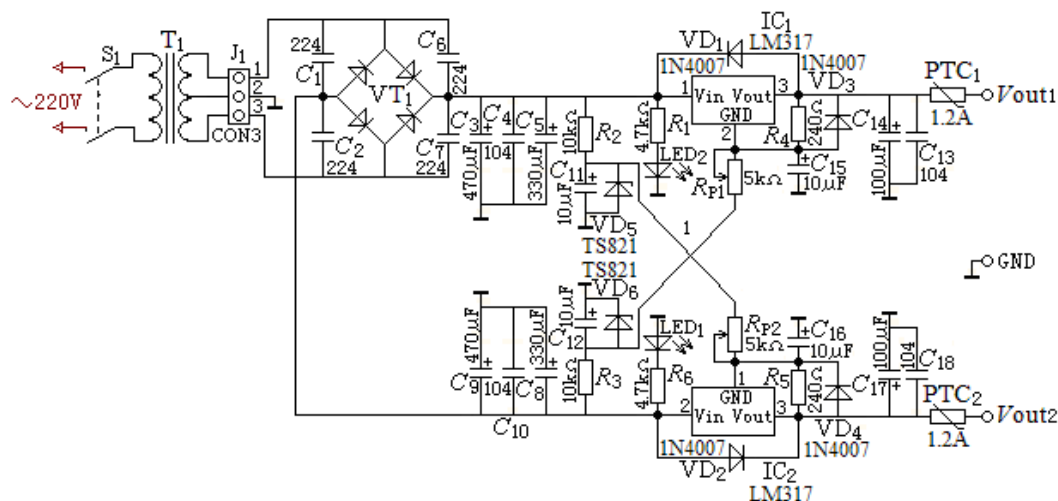 S1
T1
J1
1
2
3
CON3
～220V
224
C1
C2
224
VT1
C6
224
C7
224
C3
470μF
C4
104
C5
330μF
10kΩ
R2
C11
10μF
VD5
TS821
TS821
VD6
4.7kΩ
R1
LED2
VD1
1N4007
IC1
LM317
1N4007
VD3
1
Vin Vout
3
GND
2
RP1
5kΩ
R4
240Ω
C15
10μF
C14
100μF
C13
104
PTC1
1.2A
Vout1
1
GND
470μF
C9
104
330μF
C8
C10
10μF
C12
10kΩ
R3
LED1
4.7kΩ
R6
RP2
5kΩ
C16
10μF
1
GND
2
Vin Vout
3
R5
240Ω
C17
100μF
104
C18
VD4
1N4007
1N4007
VD2
IC2
LM317
PTC2
1.2A
Vout2